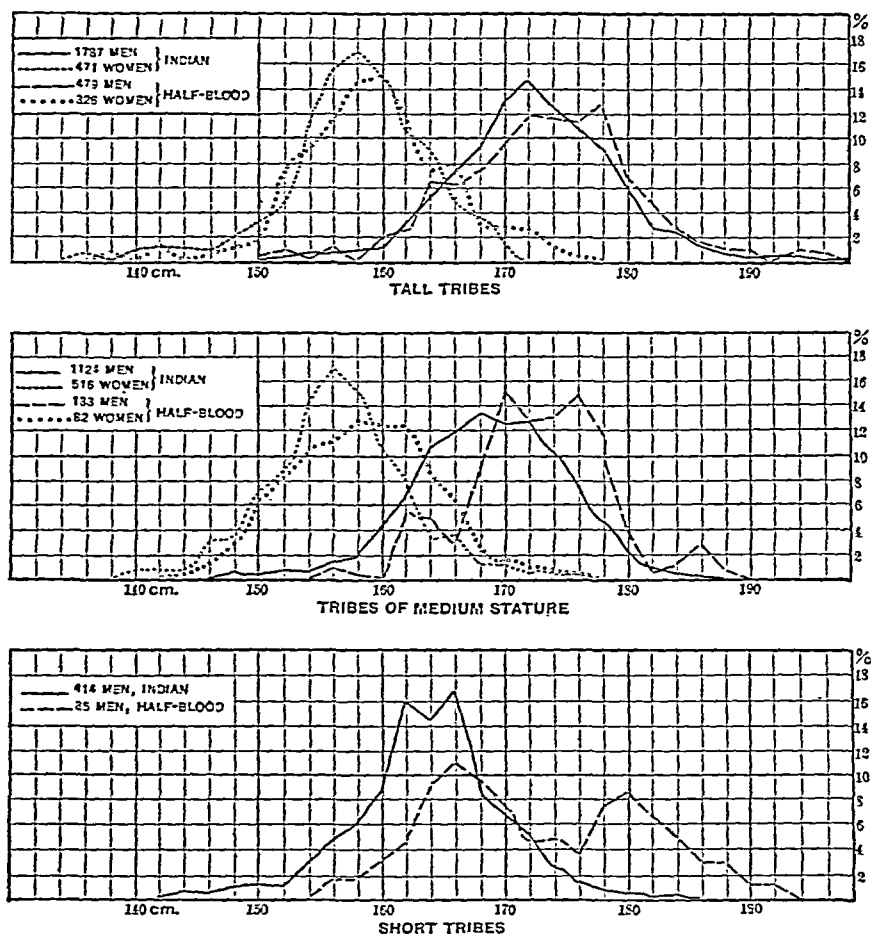 %
18
16
14
12
10
8
6
4
2
MEN } INDIAN
471 WOMEN
479 MEN } HALF-BLOOD
326 WOMEN
140 cm. 150 160 170 180 190
TALL TRIBES
%
18
16
14
12
10
8
6
4
2
1124 MEN } INDIAN
516 WOMEN
133 MEN } HALF-BLOOD
82 WOMEN
140 cm. 150 160 170 180 190
TRIBES OF MEDIUM STATURE
%
18
16
14
12
10
8
6
4
2
414 MEN, INDIAN
MEN, HALF-BLOOD
140 cm. 150 160 170 180 190
SHORT TRIBES